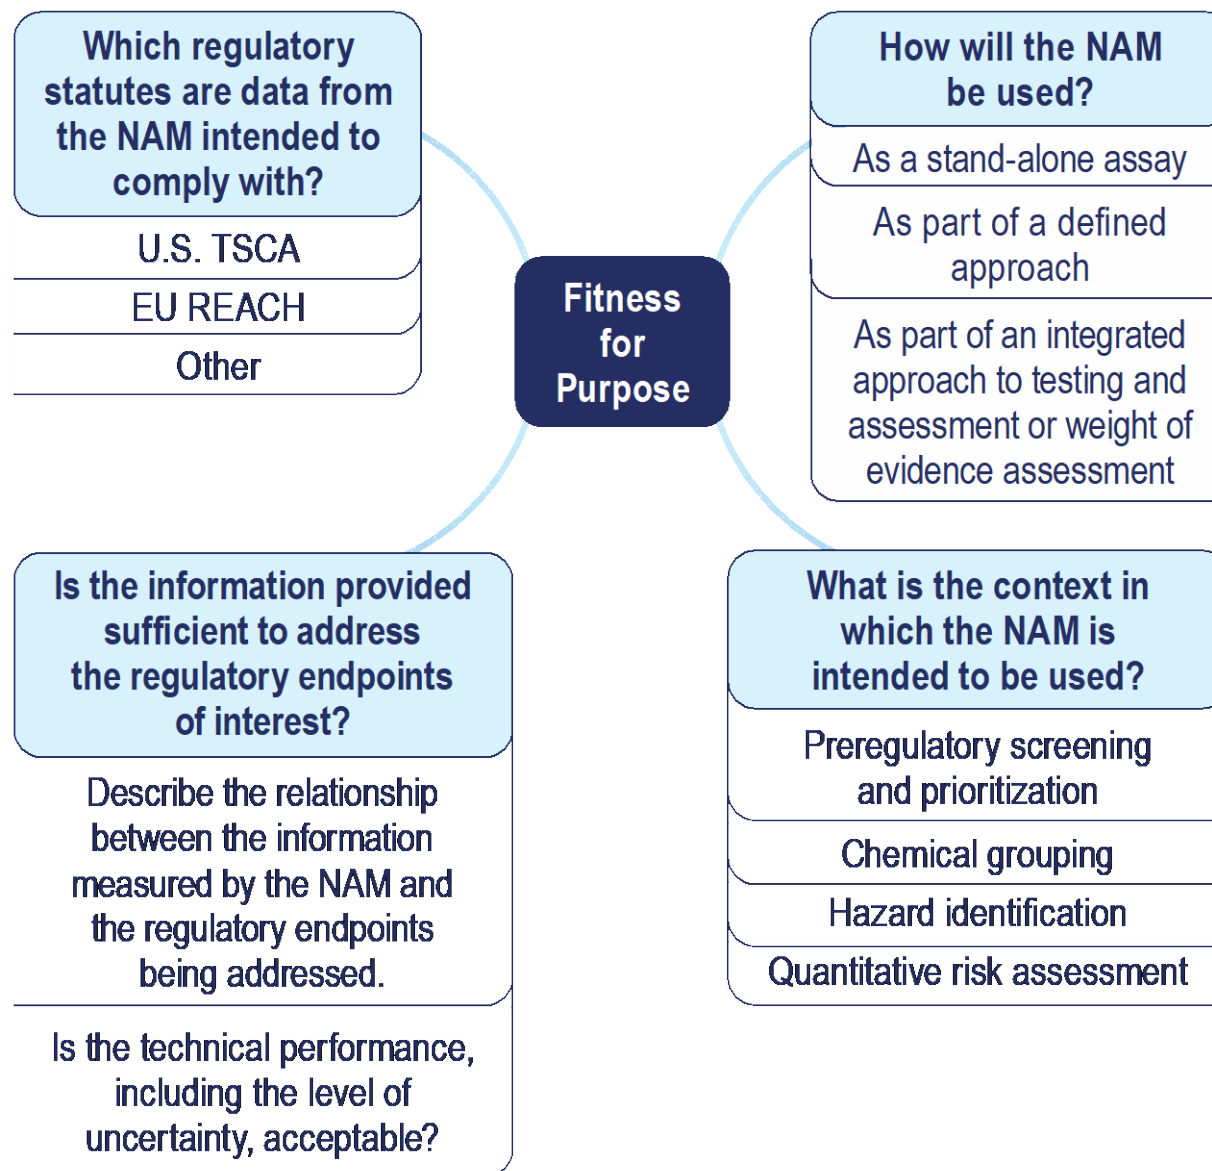 Which regulatory
statutes are data from
the NAM intended to
comply with?
U.S. TSCA
EU REACH
Other
How will the NAM
be used?
As a stand-alone assay
As part of a defined
approach
As part of an integrated
approach to testing and
assessment or weight of
evidence assessment
Fitness
for
Purpose
Is the information provided
sufficient to address
the regulatory endpoints
of interest?
Describe the relationship
between the information
measured by the NAM and
the regulatory endpoints
being addressed.
Is the technical performance,
including the level of
uncertainty, acceptable?
What is the context in
which the NAM is
intended to be used?
Preregulatory screening
and prioritization
Chemical grouping
Hazard identification
Quantitative risk assessment